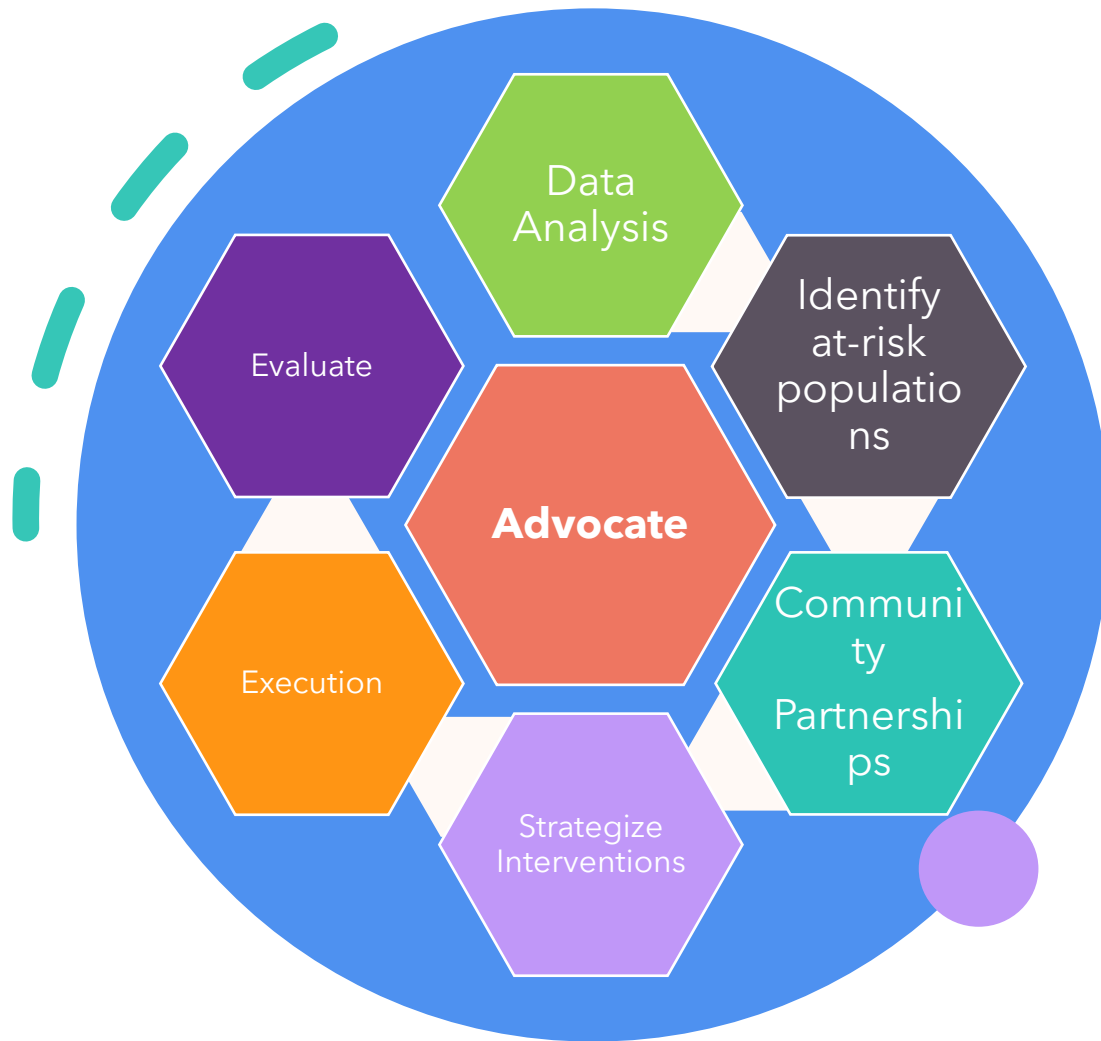 Data
Analysis
Identify
at-risk
populatio
ns
Evaluate
Advocate
Communi
ty
Partnershi
ps
Execution
Strategize
Interventions